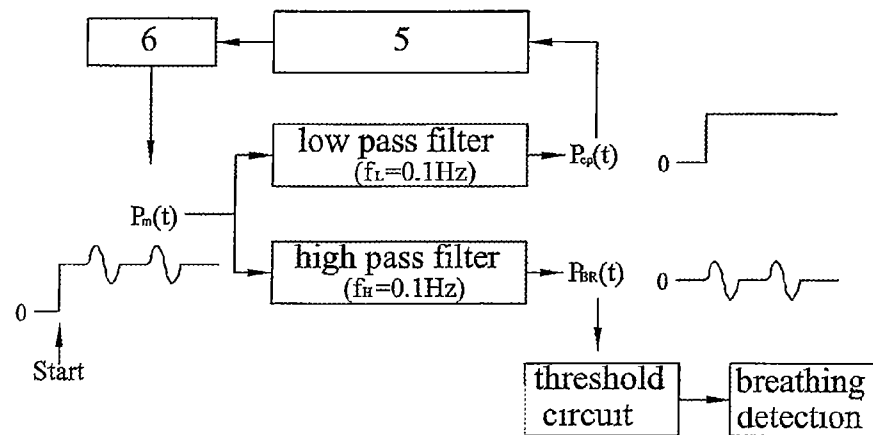 6
5
low pass filter
(fL=0.1Hz)
Pcp(t)
0
Pm(t)
high pass filter
(fH=0.1Hz)
PBR(t)
0
0
Start
threshold
circuit
breathing
detection